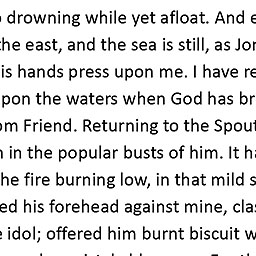 drowning while yet afloat. And
the east, and the sea is still, as Jo
is hands press upon me. I have re
upon the waters when God has br
om Friend. Returning to the Spout
in the popular busts of him. It ha
he fire burning low, in that mild s
ed his forehead against mine, clas
idol; offered him burnt biscuit w